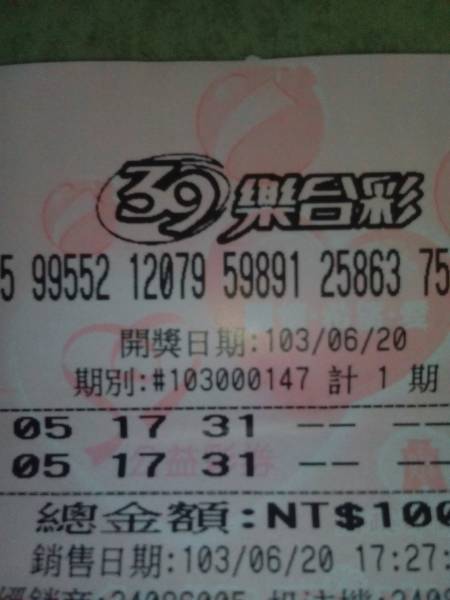 39樂合彩
5 99552 12079 59891 25863 75
開獎日期:103/06/20
期別:#103000147 計 1 期
05 17 31 -- --
05 17 31 -- --
總金額:NT$100
銷售日期:103/06/20 17:27: